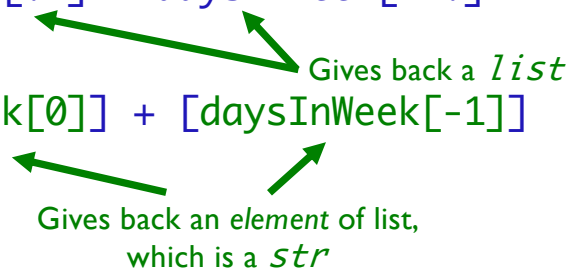 Gives back a list
k[0]] + [daysInWeek[-1]]
Gives back an element of list,
which is a str